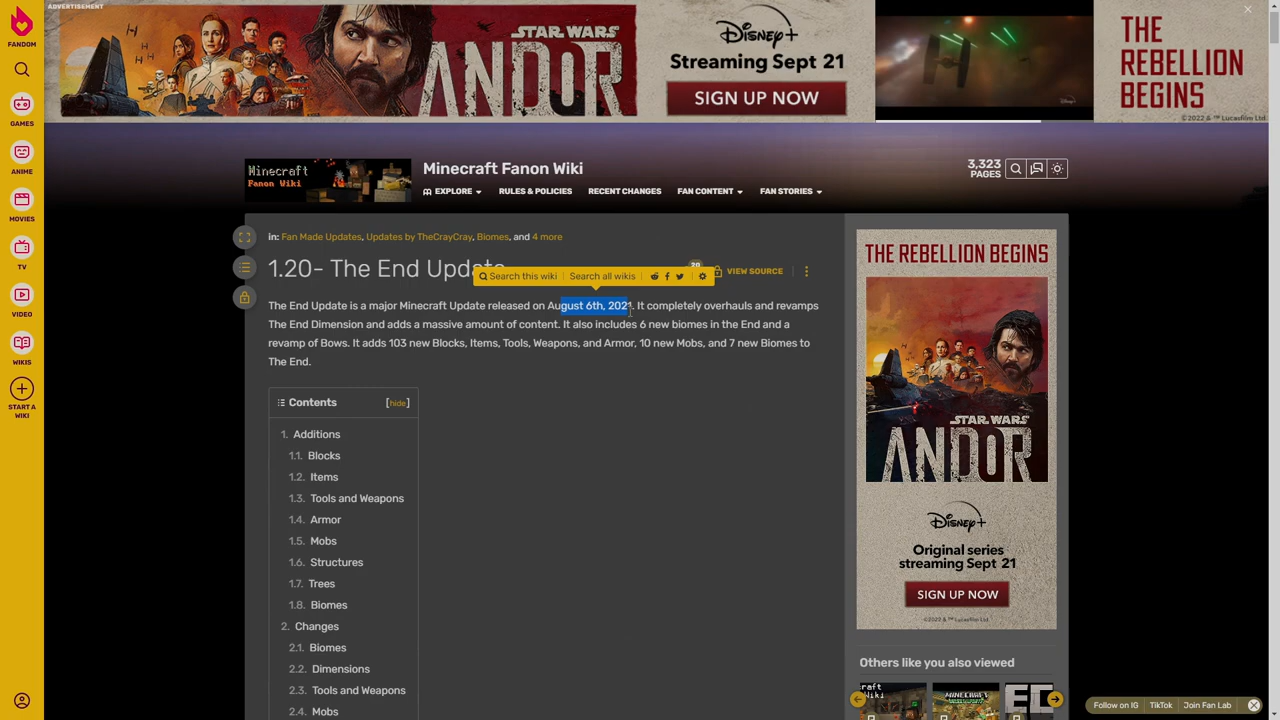 ADVERTISEMENT
STAR WARS
ANDOR
Disney+
Streaming Sept 21
SIGN UP NOW
Disney+
THE
REBELLION
BEGINS
©2022 & ™ Lucasfilm Ltd.
FANDOM
GAMES
ANIME
MOVIES
TV
VIDEO
WIKIS
START A
WIKI
Minecraft
Fanon Wiki
Minecraft Fanon Wiki
3,323
PAGES
EXPLORE
RULES & POLICIES
RECENT CHANGES
FAN CONTENT
FAN STORIES
in: Fan Made Updates, Updates by TheCrayCray, Biomes, and 4 more
1.20- The End Update
20
VIEW SOURCE
Search this wiki
Search all wikis
The End Update is a major Minecraft Update released on August 6th, 2021. It completely overhauls and revamps
The End Dimension and adds a massive amount of content. It also includes 6 new biomes in the End and a
revamp of Bows. It adds 103 new Blocks, Items, Tools, Weapons, and Armor, 10 new Mobs, and 7 new Biomes to
The End.
Contents [hide]
1. Additions
1.1. Blocks
1.2. Items
1.3. Tools and Weapons
1.4. Armor
1.5. Mobs
1.6. Structures
1.7. Trees
1.8. Biomes
2. Changes
2.1. Biomes
2.2. Dimensions
2.3. Tools and Weapons
2.4. Mobs
THE REBELLION BEGINS
STAR WARS
ANDOR
Disney+
Original series
streaming Sept 21
SIGN UP NOW
©2022 & ™ Lucasfilm Ltd.
Others like you also viewed
Follow on IG
TikTok
Join Fan Lab